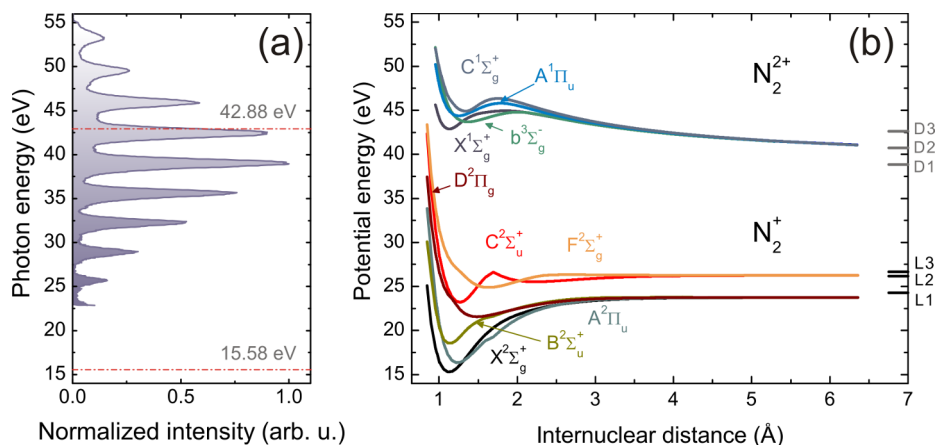 (a)
Photon energy (eV)
55
50
45
40
35
30
25
20
15
42.88 eV
15.58 eV
0.0
0.5
1.0
Normalized intensity (arb. u.)
(b)
Potential energy (eV)
55
50
45
40
35
30
25
20
15
C¹Σg⁺
A¹Πu
N₂²⁺
X¹Σg⁺
b³Σg⁻
D3
D2
D1
D²Πg
N₂⁺
C²Σu⁺
F²Σg⁺
L3
L2
L1
A²Πu
B²Σu⁺
X²Σg⁺
1
2
3
4
5
6
7
Internuclear distance (Å)